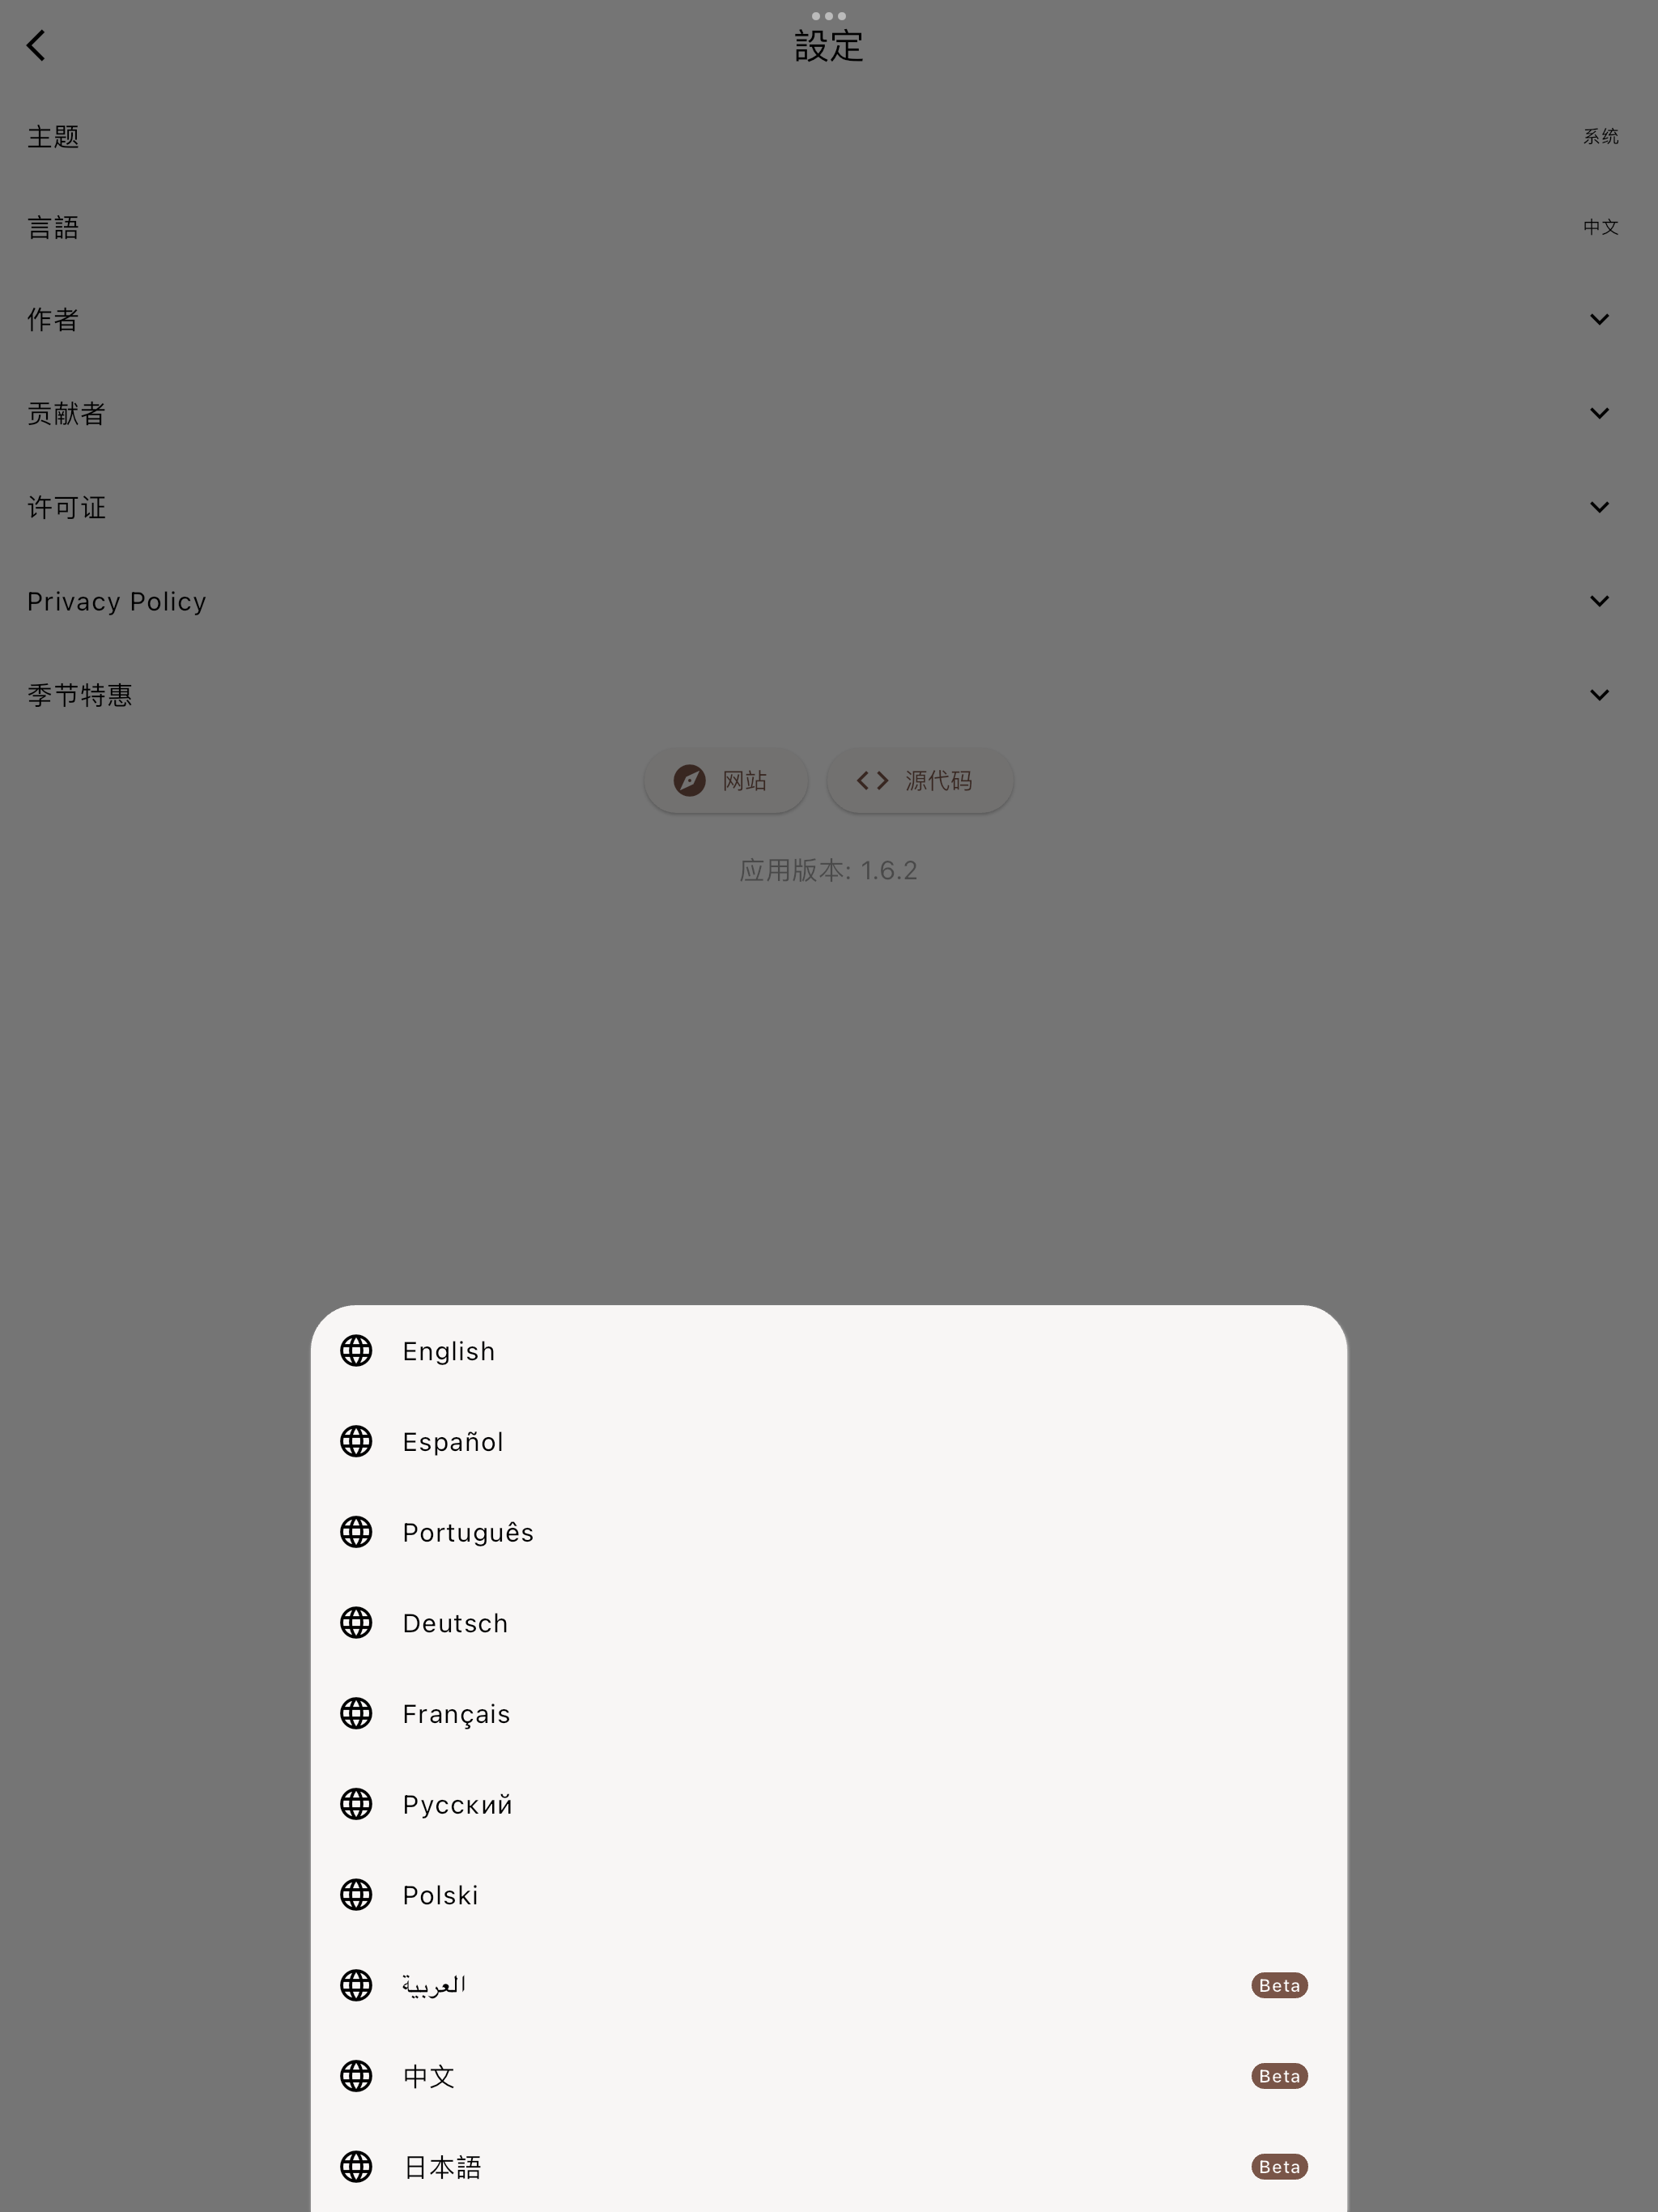 設定
主题 系统
言語 中文
作者
贡献者
许可证
Privacy Policy
季节特惠
网站 源代码
应用版本: 1.6.2
English
Español
Português
Deutsch
Français
Русский
Polski
العربية Beta
中文 Beta
日本語 Beta